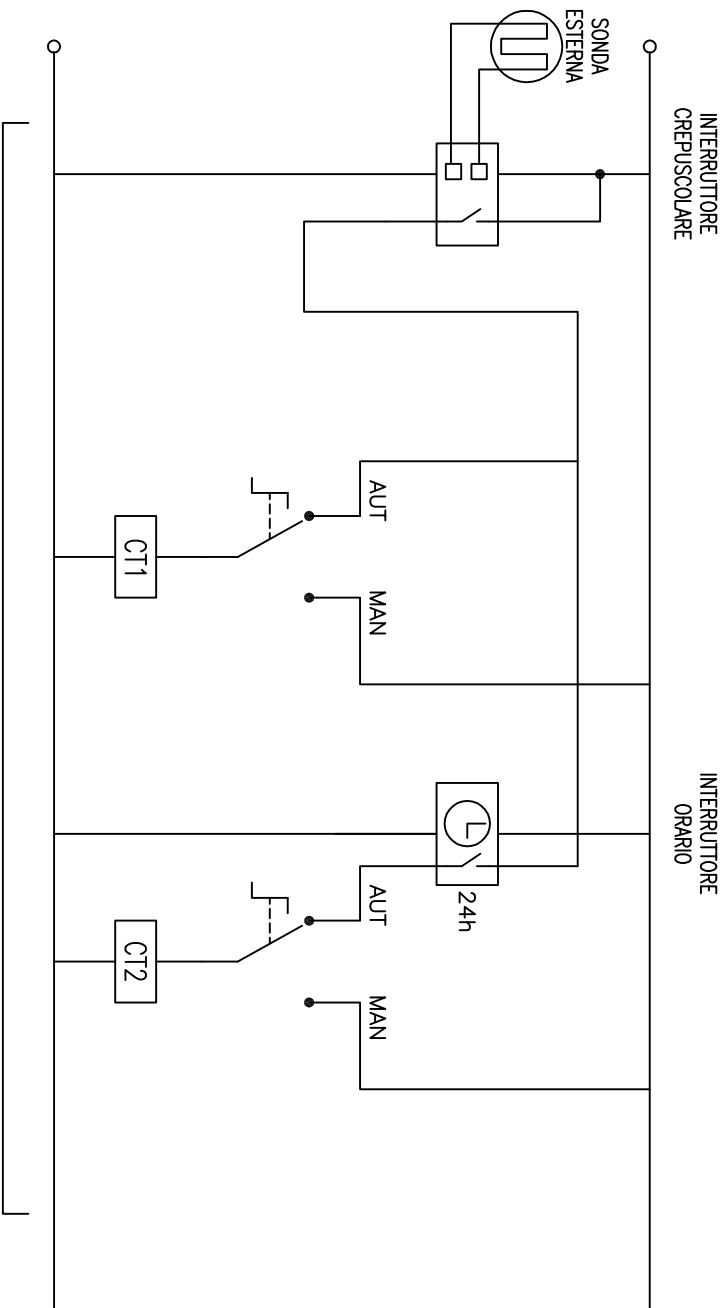 INTERRUTTORE
CREPUSCOLARE
SONDA
ESTERNA
AUT
MAN
CT1
INTERRUTTORE
ORARIO
24h
AUT
MAN
CT2